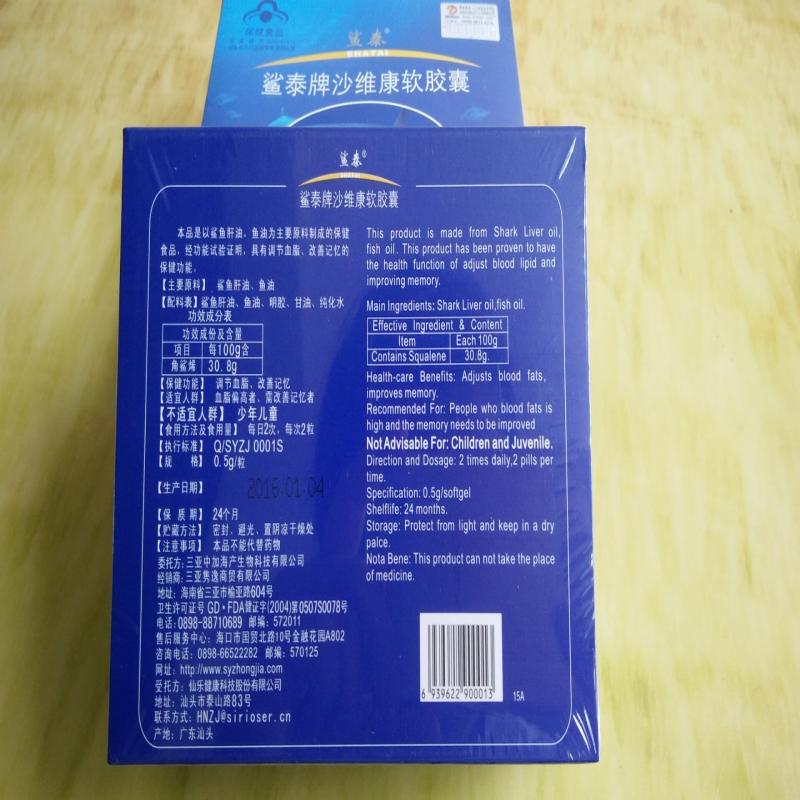 保健食品
鲨泰
SHATAI
鲨泰牌沙维康软胶囊
鲨泰®
SHATAI
鲨泰牌沙维康软胶囊
本品是以鲨鱼肝油，鱼油为主要原料制成的保健
食品，经功能试验证明，具有调节血脂、改善记忆的
保健功能。
【主要原料】 鲨鱼肝油、鱼油
【配料表】鲨鱼肝油、鱼油、明胶、甘油、纯化水
功效成分表
功效成份及含量
项目 每100g含
角鲨烯 30.8g
【保健功能】 调节血脂、改善记忆
【适宜人群】 血脂偏高者、需改善记忆者
【不适宜人群】 少年儿童
【食用方法及食用量】 每日2次，每次2粒
【执行标准】 Q/SYZJ 0001S
【规 格】 0.5g/粒
【生产日期】 2016.01.04
【保 质 期】 24个月
【贮藏方法】 密封、避光、置阴凉干燥处
【注意事项】 本品不能代替药物
委托方：三亚中加海产生物科技有限公司
经销商：三亚隽逸商贸有限公司
地址：海南省三亚市榆亚路604号
卫生许可证号 GD·FDA健证字(2004)第0507S0078号
电话：0898-88710689 邮编：572011
售后服务中心：海口市国贸北路10号金融花园A802
咨询电话：0898-66522282 邮编：570125
网址：http://www.syzhongjia.com
受托方：仙乐健康科技股份有限公司
地址：汕头市泰山路83号
联系方式：HNZJ@sirioser.cn
产地：广东汕头
This product is made from Shark Liver oil,
fish oil. This product has been proven to have
the health function of adjust blood lipid and
improving memory.
Main Ingredients: Shark Liver oil,fish oil.
Effective Ingredient & Content
Item Each 100g
Contains Squalene 30.8g.
Health-care Benefits: Adjusts blood fats,
improves memory.
Recommended For: People who blood fats is
high and the memory needs to be improved
Not Advisable For: Children and Juvenile.
Direction and Dosage: 2 times daily,2 pills per
time.
Specification: 0.5g/softgel
Shelflife: 24 months.
Storage: Protect from light and keep in a dry
palce.
Nota Bene: This product can not take the place
of medicine.
6 939622 900013
15A